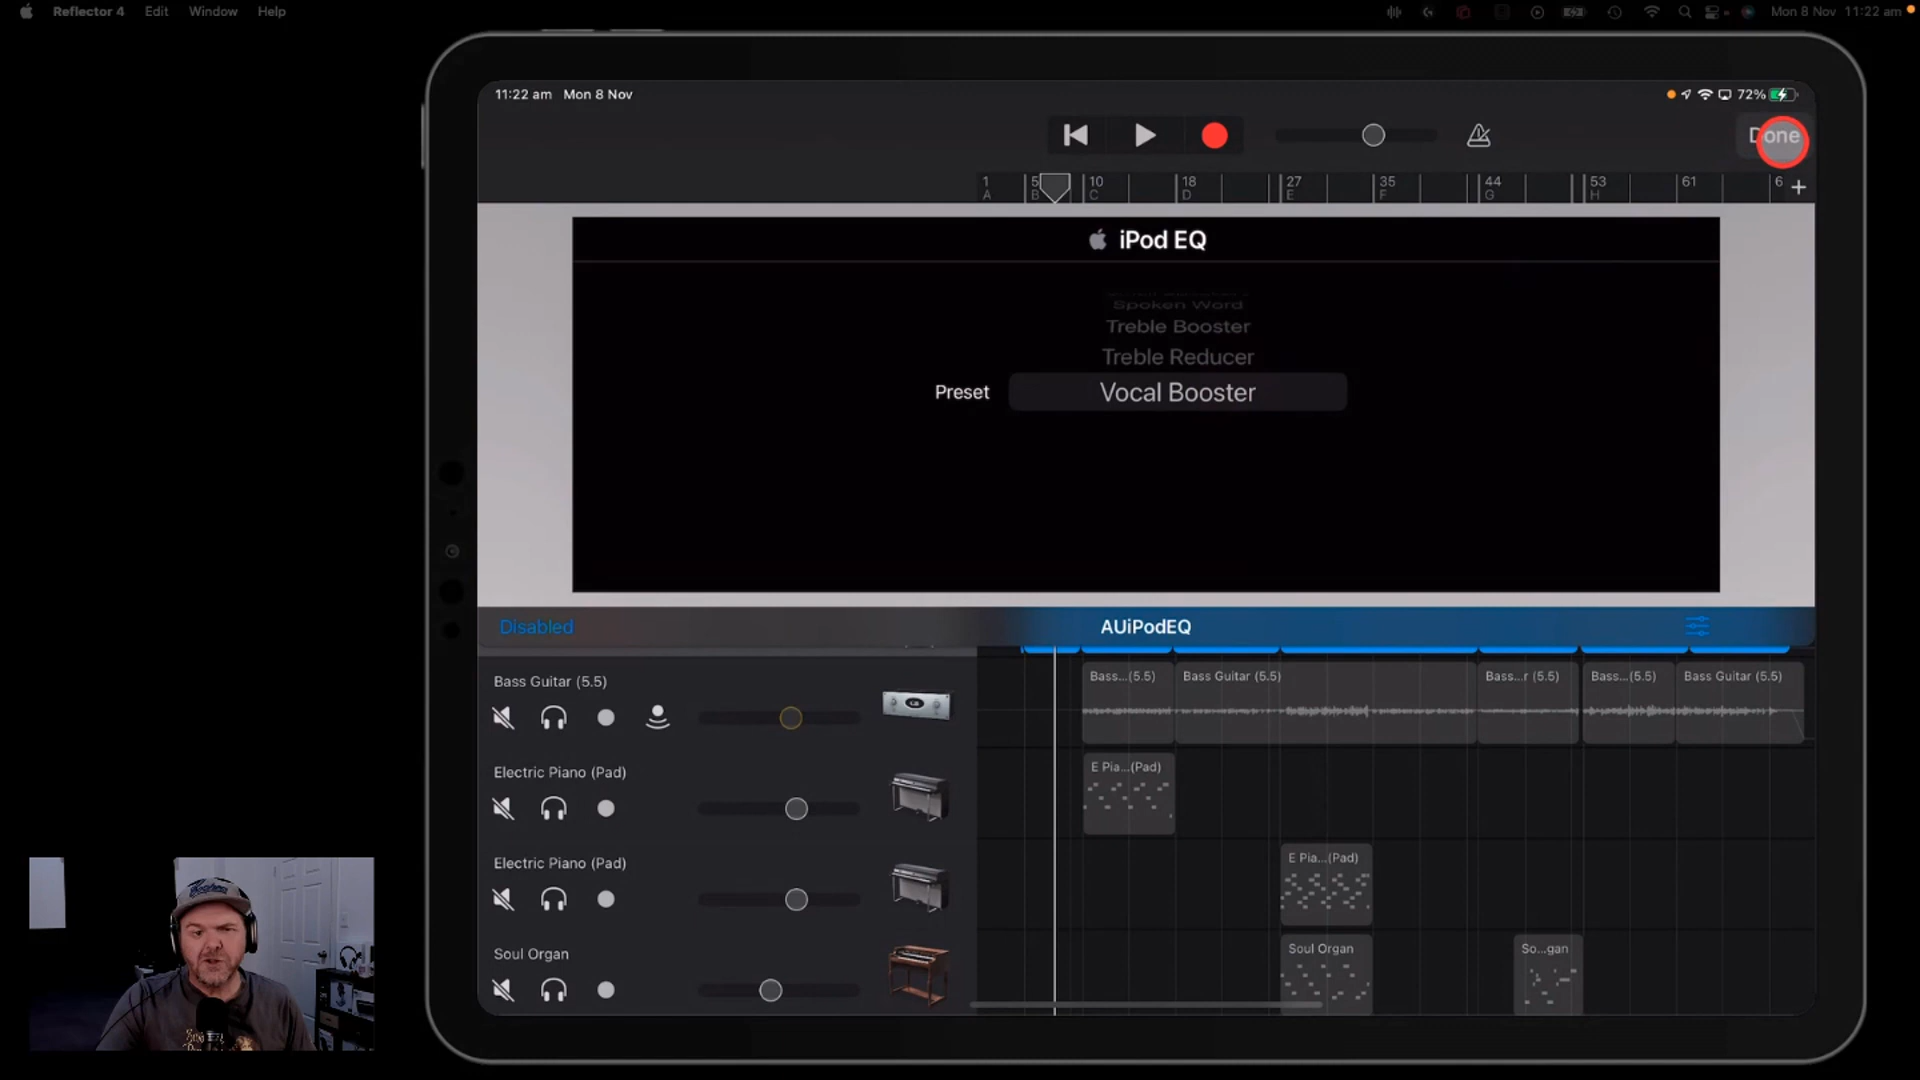 Reflector 4 Edit Window Help
Mon 8 Nov 11:22 am
11:22 am Mon 8 Nov
72%
Done
1 5 10 18 27 35 44 53 61 6 +
A B C D E F G H
iPod EQ
Spoken Word
Treble Booster
Treble Reducer
Preset Vocal Booster
Disabled AUiPodEQ
Bass Guitar (5.5)
Bass...(5.5) Bass Guitar (5.5) Bass...r (5.5) Bass...(5.5) Bass Guitar (5.5)
Electric Piano (Pad)
E Pia...(Pad)
Electric Piano (Pad)
E Pia...(Pad)
Soul Organ
Soul Organ So...gan